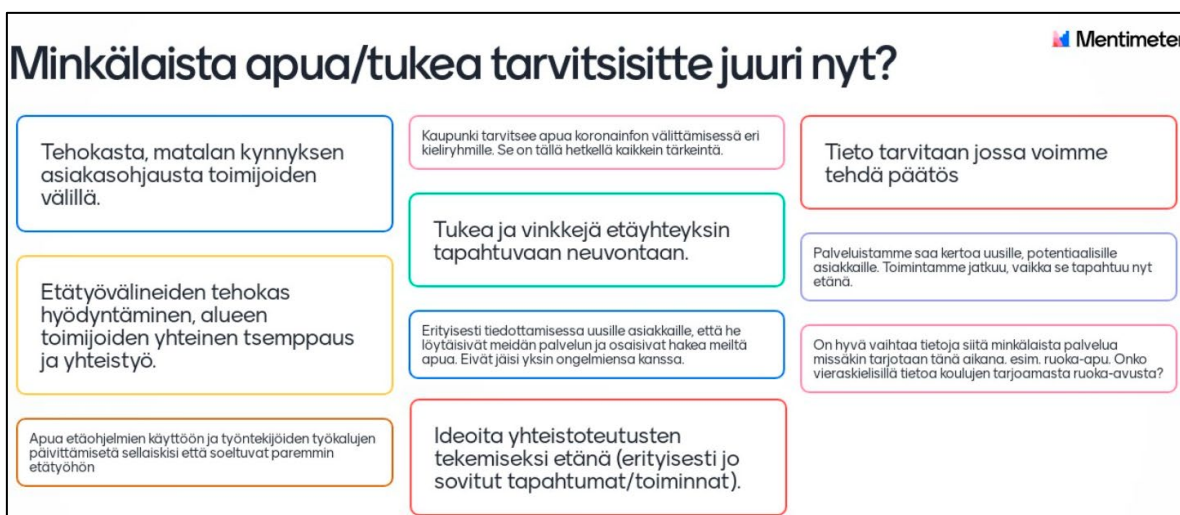 Mentimeter
Minkälaista apua/tukea tarvitsisitte juuri nyt?
Tehokasta, matalan kynnyksen
asiakasohjausta toimijoiden
välillä.
Etätyövälineiden tehokas
hyödyntäminen, alueen
toimijoiden yhteinen tsemppaus
ja yhteistyö.
Apua etäohjelmien käyttöön ja työntekijöiden työkalujen
päivittämisetä sellaiskisi että soeltuvat paremmin
etätyöhön
Kaupunki tarvitsee apua koronainfon välittämisessä eri
kieliryhmille. Se on tällä hetkellä kaikkein tärkeintä.
Tukea ja vinkkejä etäyhteyksin
tapahtuvaan neuvontaan.
Erityisesti tiedottamisessa uusille asiakkaille, että he
löytäisivät meidän palvelun ja osaisivat hakea meiltä
apua. Eivät jäisi yksin ongelmiensa kanssa.
Ideoita yhteistoteutusten
tekemiseksi etänä (erityisesti jo
sovitut tapahtumat/toiminnat).
Tieto tarvitaan jossa voimme
tehdä päätös
Palveluistamme saa kertoa uusille, potentiaalisille
asiakkaille. Toimintamme jatkuu, vaikka se tapahtuu nyt
etänä.
On hyvä vaihtaa tietoja siitä minkälaista palvelua
missäkin tarjotaan tänä aikana. esim. ruoka-apu. Onko
vieraskielisillä tietoa koulujen tarjoamasta ruoka-avusta?